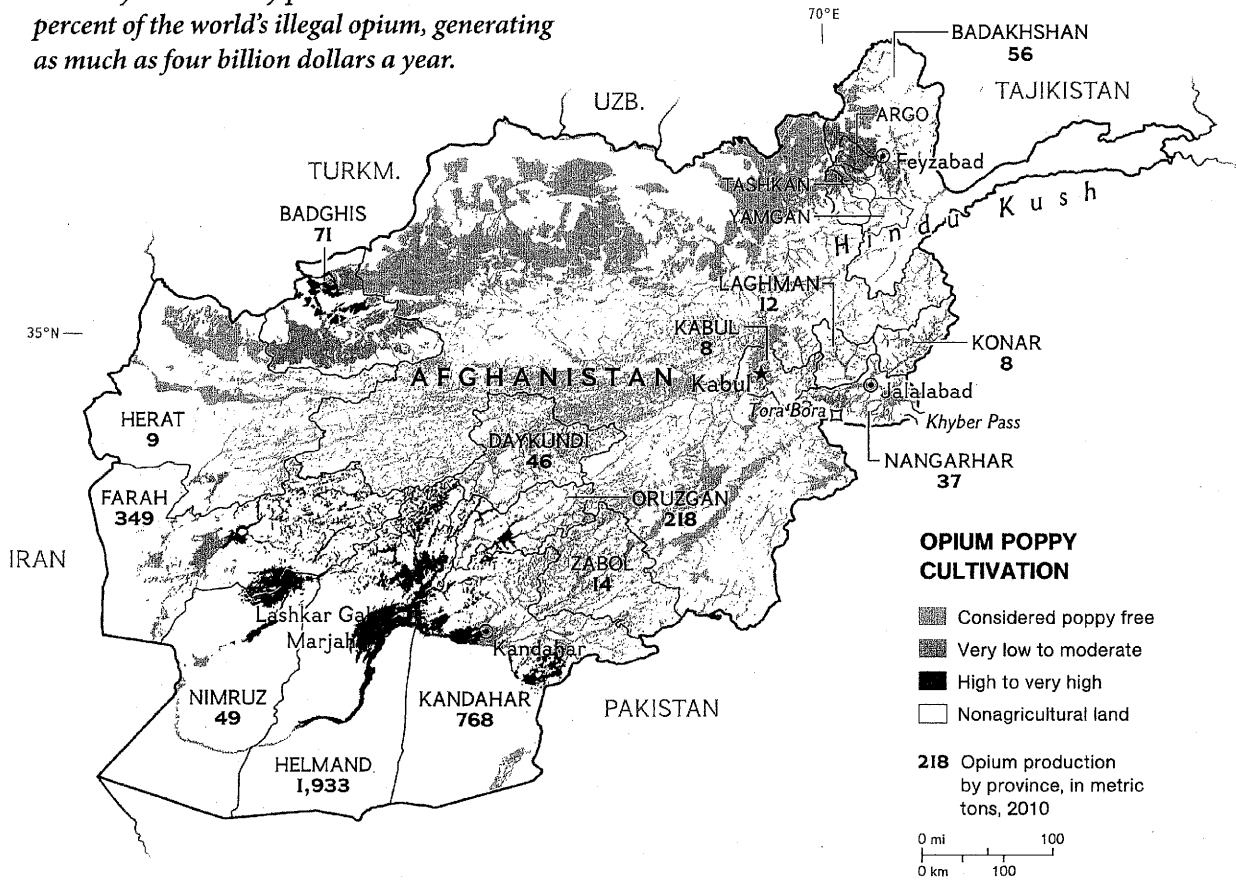 percent of the world's illegal opium, generating
as much as four billion dollars a year.
70°E
BADAKHSHAN
56
TAJIKISTAN
UZB.
ARGO
Feyzabad
TURKM.
TASHKAN
BADGHIS
71
YAMGAN
Hindu Kush
LAGHMAN
12
35°N
KABUL
8
KONAR
8
AFGHANISTAN
Kabul
Jalalabad
Tora Bora
Khyber Pass
HERAT
9
DAYKUNDI
46
NANGARHAR
37
FARAH
349
ORUZGAN
218
IRAN
ZABOL
14
Lashkar
Marjah
Kandahar
NIMRUZ
49
KANDAHAR
768
PAKISTAN
HELMAND
1,933
OPIUM POPPY
CULTIVATION
Considered poppy free
Very low to moderate
High to very high
Nonagricultural land
218 Opium production
by province, in metric
tons, 2010
0 mi 100
0 km 100